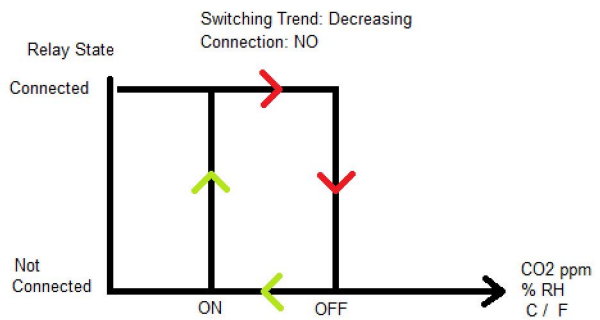 Switching Trend: Decreasing
Connection: NO
Relay State
Connected
Not
Connected
ON
OFF
CO2 ppm
% RH
C / F